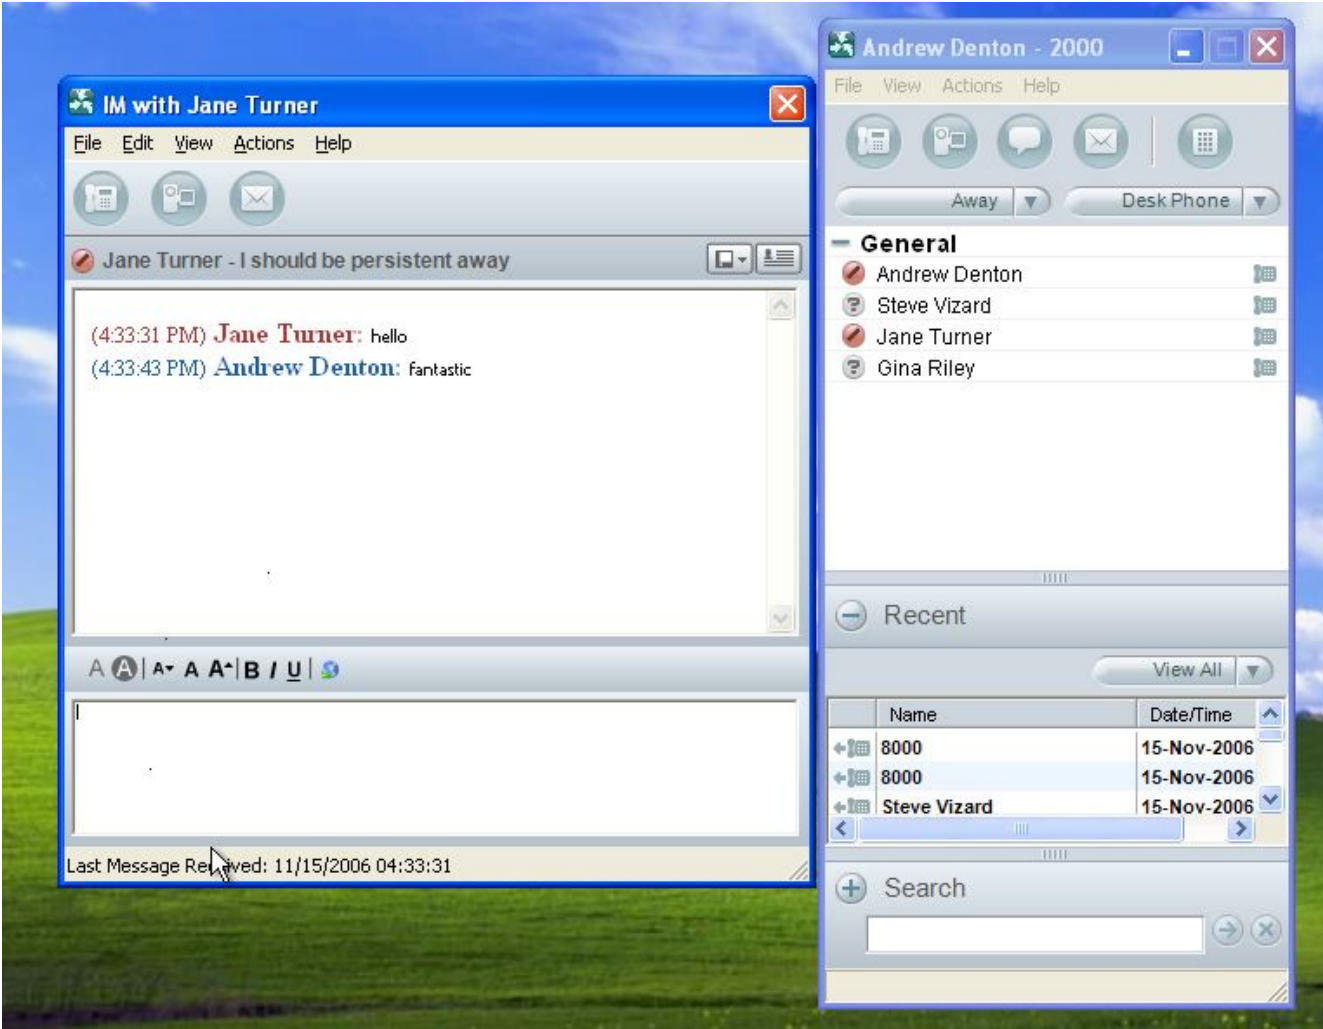 IM with Jane Turner
File Edit View Actions Help
Jane Turner - I should be persistent away
(4:33:31 PM) Jane Turner: hello
(4:33:43 PM) Andrew Denton: fantastic
A A A A A B I U
Last Message Received: 11/15/2006 04:33:31
Andrew Denton - 2000
File View Actions Help
Away Desk Phone
General
Andrew Denton
Steve Vizard
Jane Turner
Gina Riley
Recent
View All
Name Date/Time
8000 15-Nov-2006
8000 15-Nov-2006
Steve Vizard 15-Nov-2006
Search